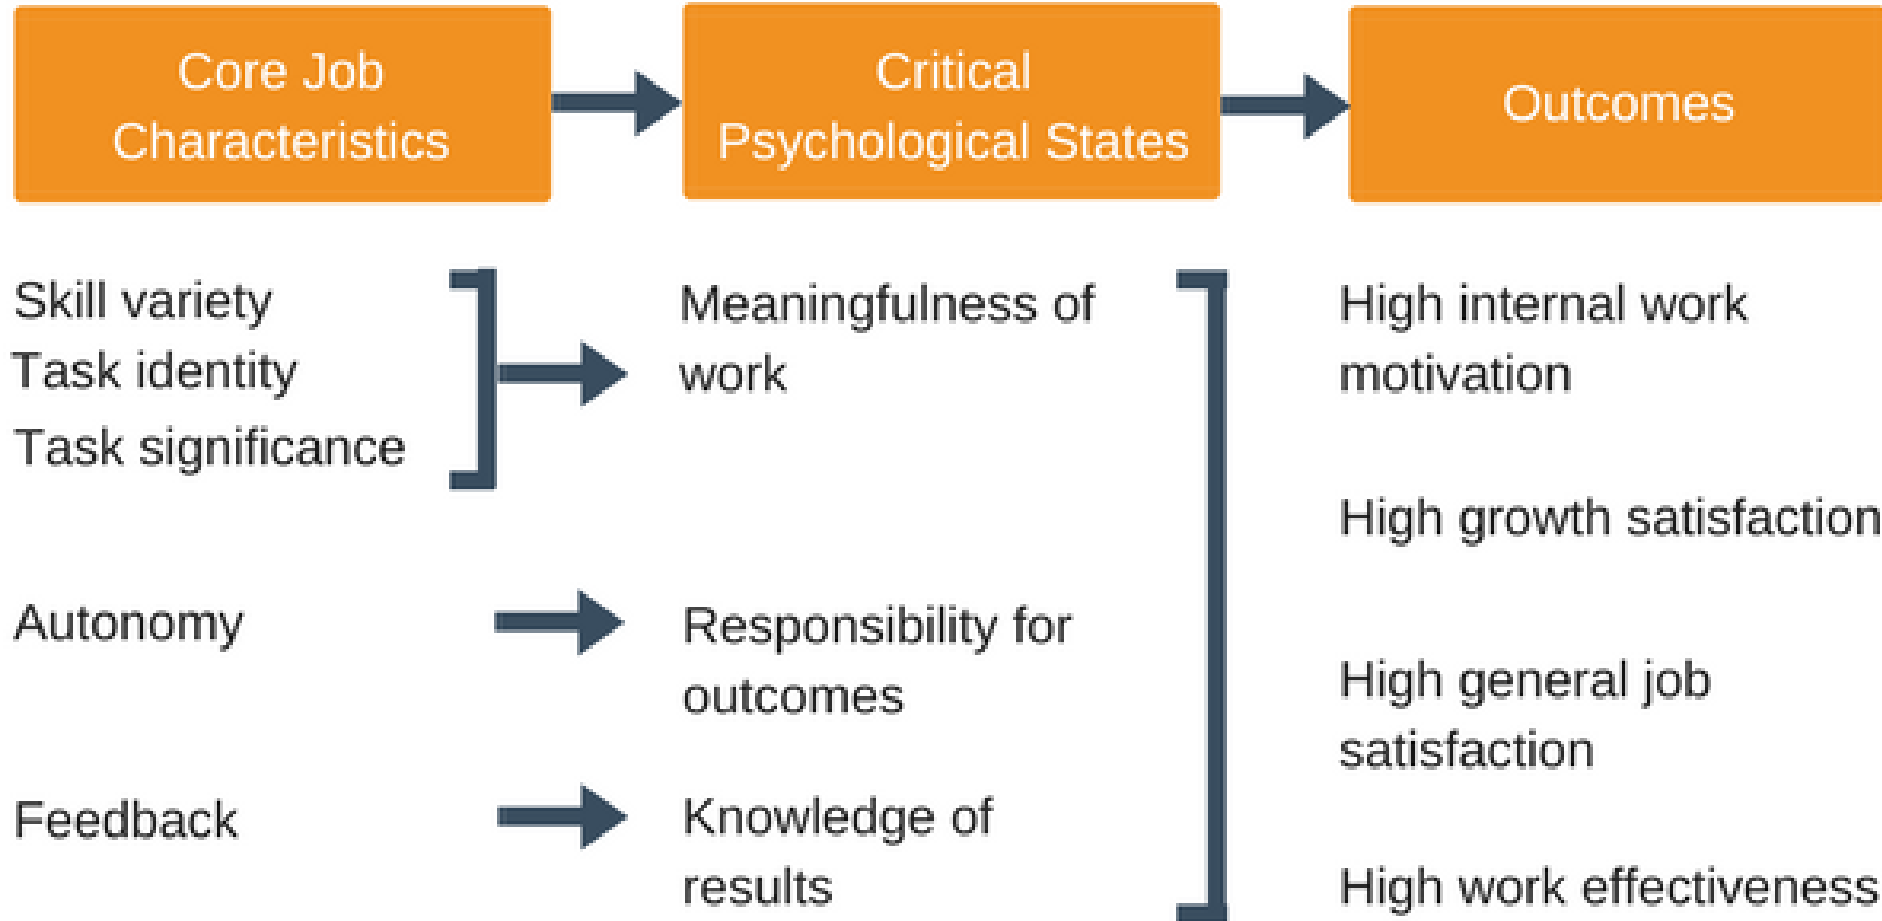 Core Job
Characteristics
Critical
Psychological States
Outcomes
Skill variety
Task identity
Task significance
Meaningfulness of
work
High internal work
motivation
High growth satisfaction
Autonomy
Responsibility for
outcomes
High general job
satisfaction
Feedback
Knowledge of
results
High work effectiveness